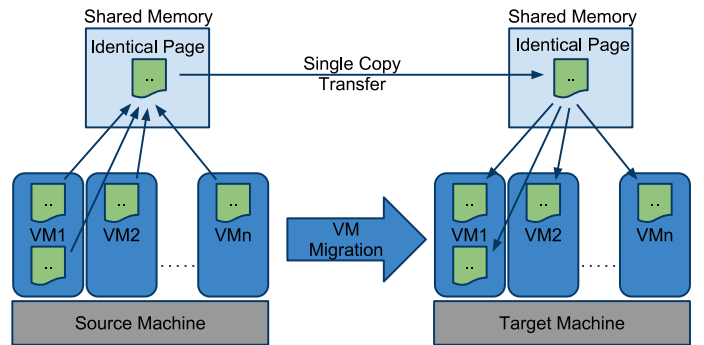 Shared Memory
Identical Page
..
Single Copy
Transfer
Shared Memory
Identical Page
..
..
VM1
..
..
VM2
.....
..
VMn
Source Machine
VM
Migration
..
VM1
..
..
VM2
.....
..
VMn
Target Machine